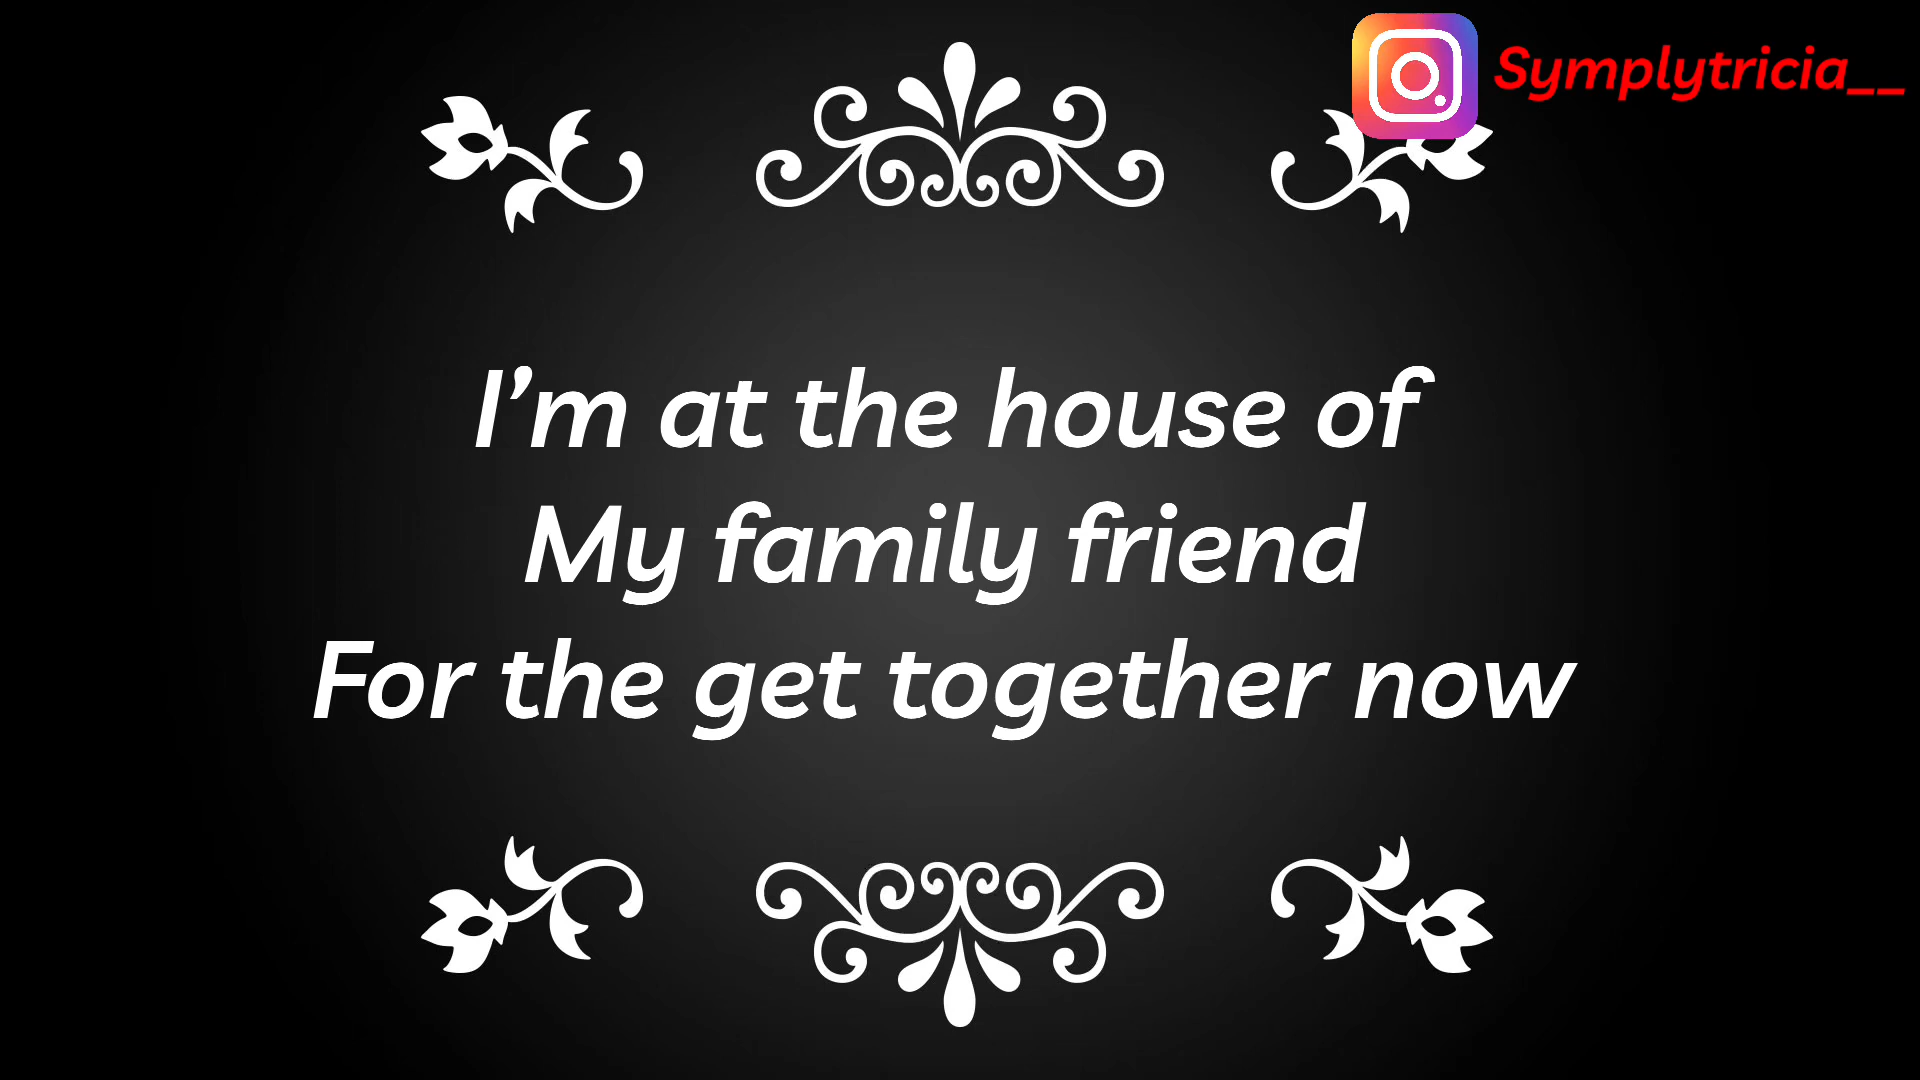 Symplytricia__
I'm at the house of
My family friend
For the get together now